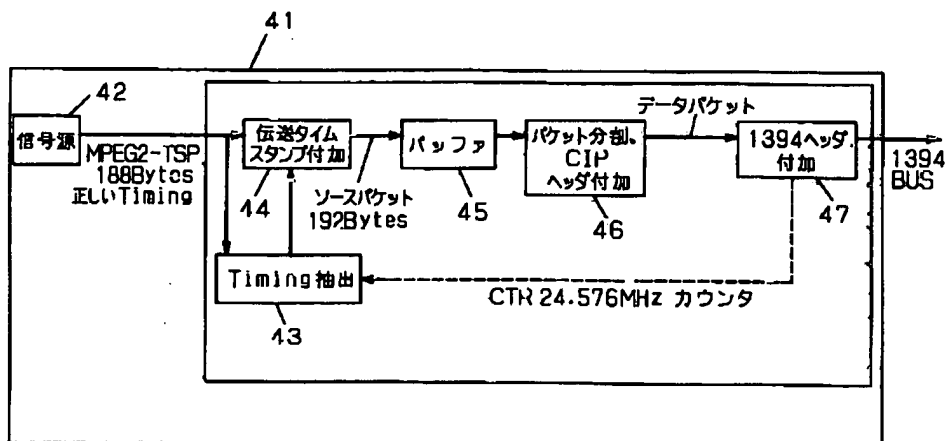 41
42
信号源
MPEG2-TSP
188Bytes
正しいTiming
伝送タイム
スタンプ付加
44
ソースパケット
192Bytes
バッファ
45
パケット分割、
CIP
ヘッダ付加
46
データパケット
1394ヘッダ
付加
47
1394
BUS
Timing抽出
43
CTR 24.576MHz カウンタ